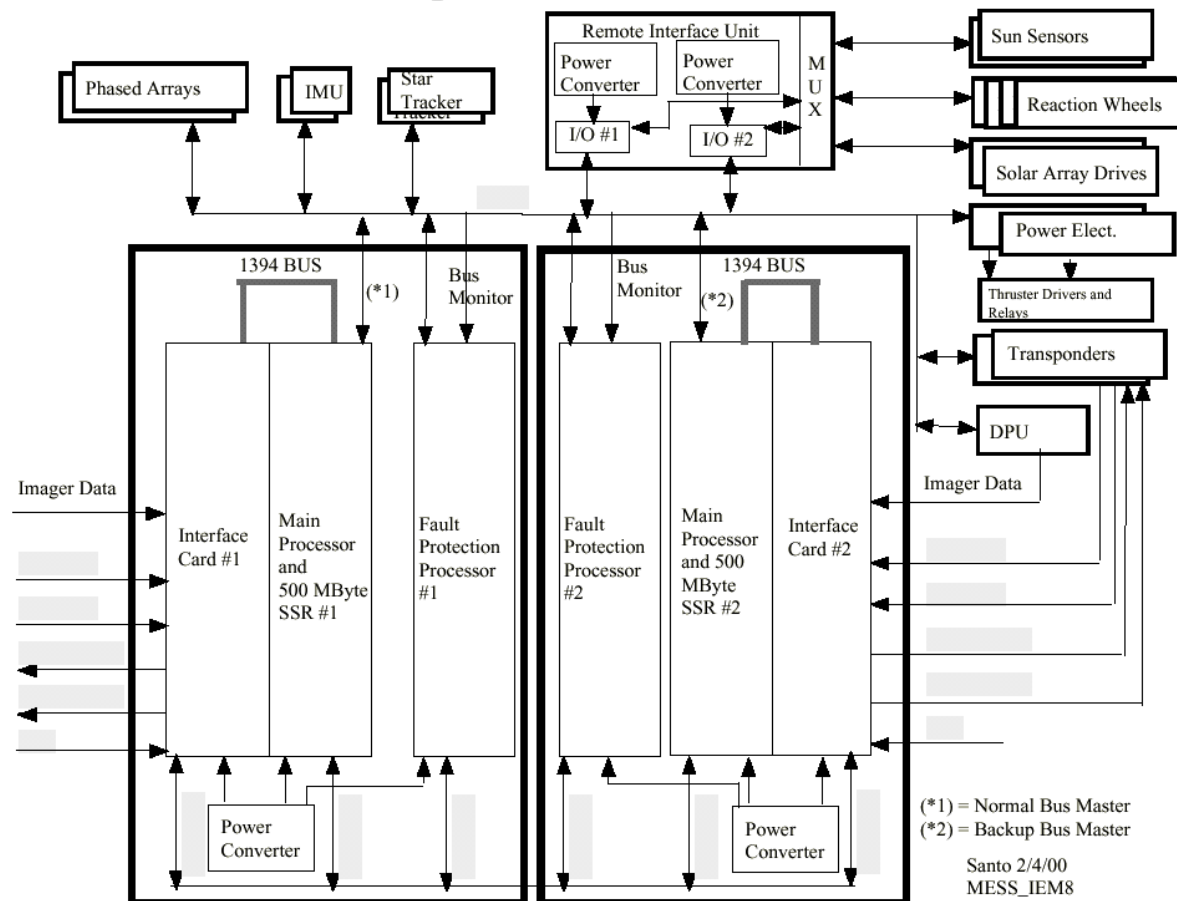 Remote Interface Unit
Power
Converter
Power
Converter
M
U
X
I/O #1
I/O #2
Phased Arrays
IMU
Star
Tracker
Tracker
Sun Sensors
Reaction Wheels
Solar Array Drives
Power Elect.
Thruster Drivers and
Relays
Transponders
DPU
1394 BUS
(*1)
Bus
Monitor
Bus
Monitor
(*2)
1394 BUS
Imager Data
Interface
Card #1
Main
Processor
and
500 MByte
SSR #1
Fault
Protection
Processor
#1
Fault
Protection
Processor
#2
Main
Processor
and 500
MByte
SSR #2
Interface
Card #2
Imager Data
Power
Converter
Power
Converter
(*1) = Normal Bus Master
(*2) = Backup Bus Master
Santo 2/4/00
MESS_IEM8